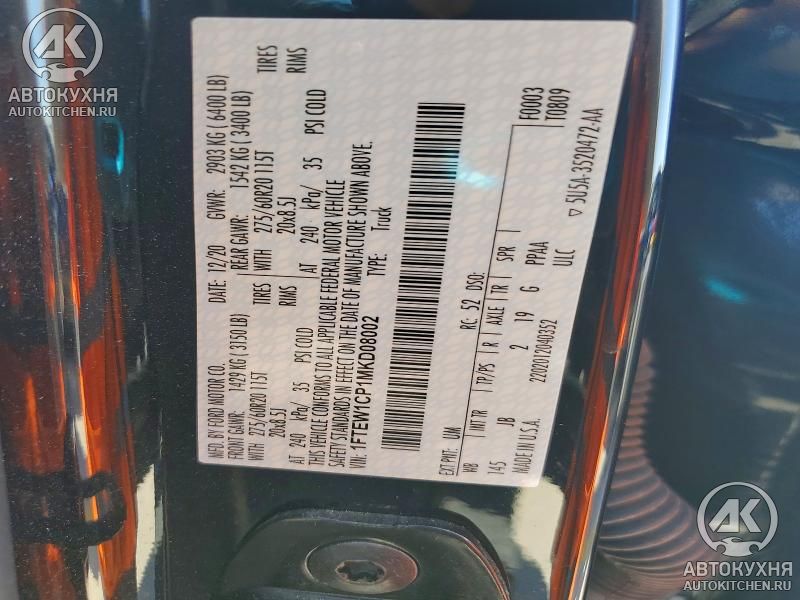 MFD. BY FORD MOTOR CO.
DATE: 12/20 GVWR: 2903 KG (6400 LB)
FRONT GAWR: 1429 KG (3150 LB) REAR GAWR: 1542 KG (3400 LB)
WITH 275/60R20 115T TIRES WITH 275/60R20 115T TIRES
20x8.5J RIMS 20x8.5J RIMS
AT 240 kPa/ 35 PSI COLD AT 240 kPa/ 35 PSI COLD
THIS VEHICLE CONFORMS TO ALL APPLICABLE FEDERAL MOTOR VEHICLE
SAFETY STANDARDS IN EFFECT ON THE DATE OF MANUFACTURE SHOWN ABOVE.
VIN: 1FTEW1CP1MKD08002 TYPE: Truck
F0003
T0809
EXT PNT: UM RC: 52 DSO:
WB INT TR TP/PS R AXLE TR SPR
145 JB 2 19 G PPAA
MADE IN U.S.A. 2202012040352 ULC
▽ 5U5A-3520472-AA
АК
АВТОКУХНЯ
AUTOKITCHEN.RU
АК
АВТОКУХНЯ
AUTOKITCHEN.RU